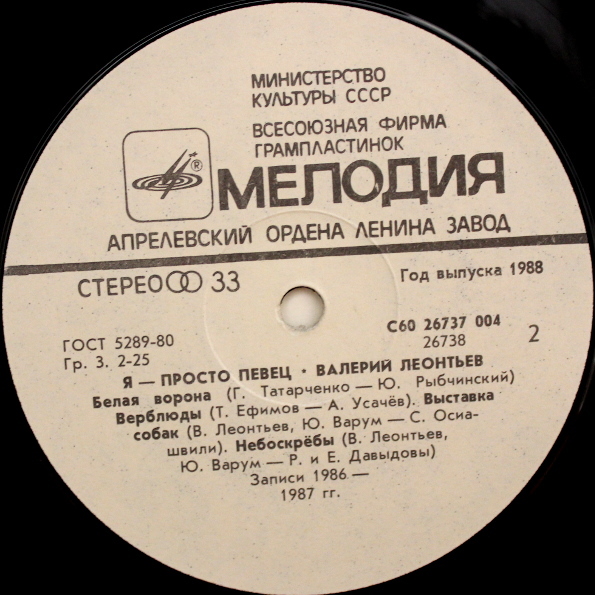 МИНИСТЕРСТВО
КУЛЬТУРЫ СССР
ВСЕСОЮЗНАЯ ФИРМА
ГРАМПЛАСТИНОК
®
МЕЛОДИЯ
АПРЕЛЕВСКИЙ ОРДЕНА ЛЕНИНА ЗАВОД
СТЕРЕО 33
Год выпуска 1988
ГОСТ 5289-80
Гр. 3. 2-25
С60 26737 004
26738
2
Я — ПРОСТО ПЕВЕЦ • ВАЛЕРИЙ ЛЕОНТЬЕВ
Белая ворона (Г. Татарченко — Ю. Рыбчинский)
Верблюды (Т. Ефимов — А. Усачёв). Выставка
собак (В. Леонтьев, Ю. Варум — С. Осиа-
швили). Небоскрёбы (В. Леонтьев,
Ю. Варум — Р. и Е. Давыдовы)
Записи 1986 —
1987 гг.